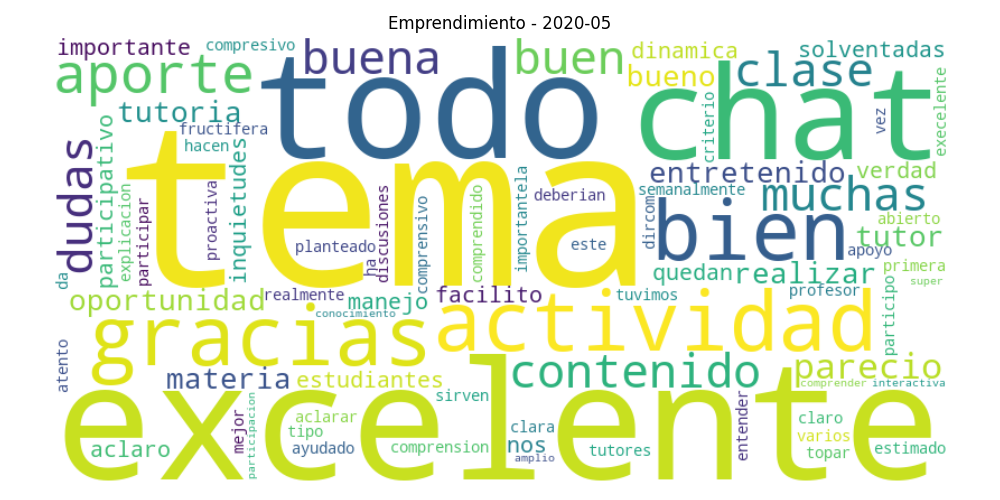 Emprendimiento - 2020-05
importante
compresivo
buena
buen
dinamica
solventadas
aporte
todo
chat
bueno
clase
execelente
tutoria
fructifera
hacen
criterio
vez
dudas
participativo
inquietudes
tema
entretenido
verdad
explicacion
participar
proactiva
discusiones
ha
planteado
comprensivo
comprendido
importantela
deberian
este
semanalmente
dircom
muchas
bien
abierto
tutor
apoyo
da
quedan
realizar
primera
super
oportunidad
realmente
manejo
facilito
tuvimos
profesor
participo
conocimiento
gracias
actividad
atento
materia
estudiantes
contenido
parecio
comprender
interactiva
sirven
excelente
aclaro
mejor
participacion
aclarar
tipo
ayudado
comprension
clara
nos
amplio
tutores
entender
claro
varios
topar
estimado